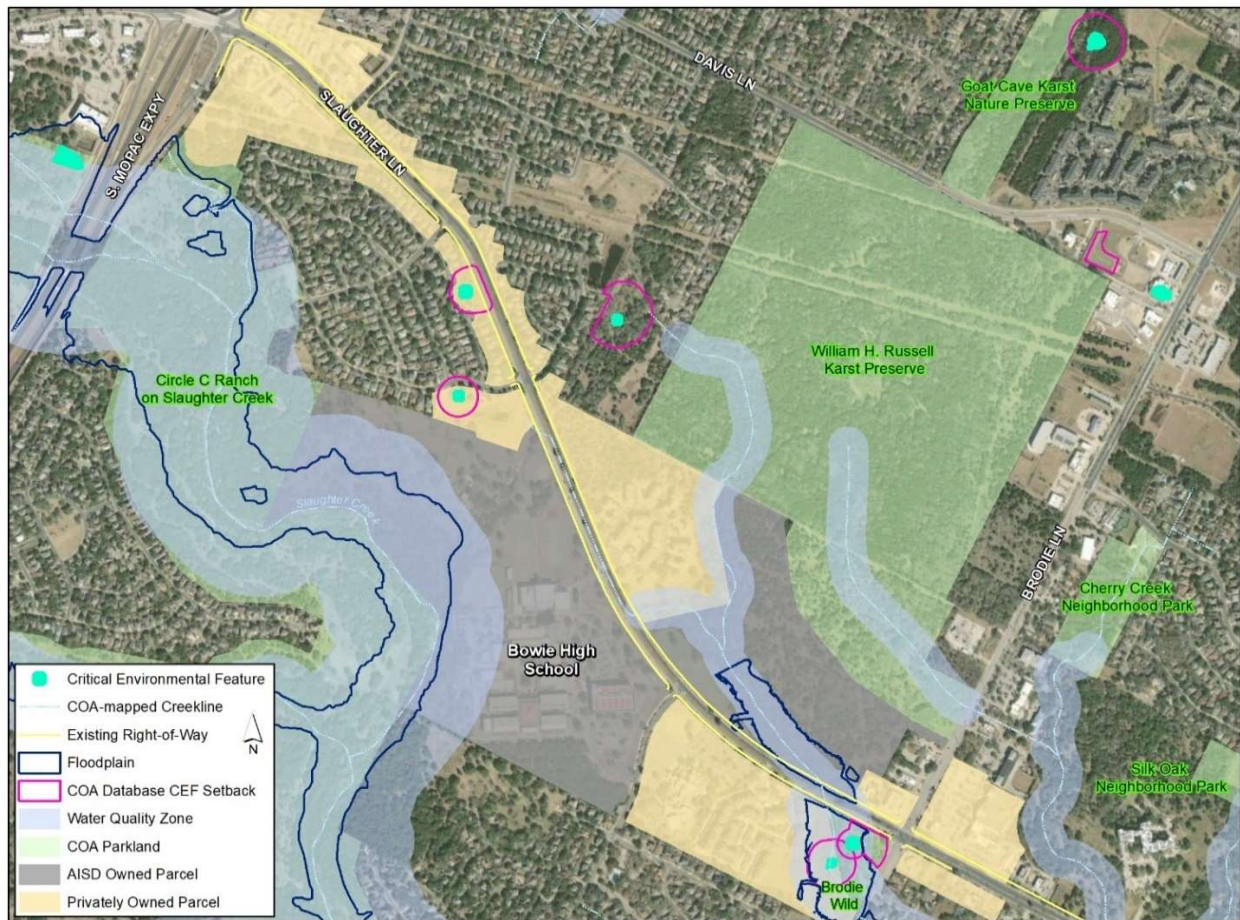 DAVIS LN
Goat Cave Karst
Nature Preserve
SLAUGHTER LN
S. MOPAC EXPY
William H. Russell
Karst Preserve
Circle C Ranch
on Slaughter Creek
Slaughter Creek
BRODIE LN
Cherry Creek
Neighborhood Park
Bowie High
School
Silk Oak
Neighborhood Park
Brodie
Wild
Critical Environmental Feature
COA-mapped Creekline
Existing Right-of-Way
N
Floodplain
COA Database CEF Setback
Water Quality Zone
COA Parkland
AISD Owned Parcel
Privately Owned Parcel